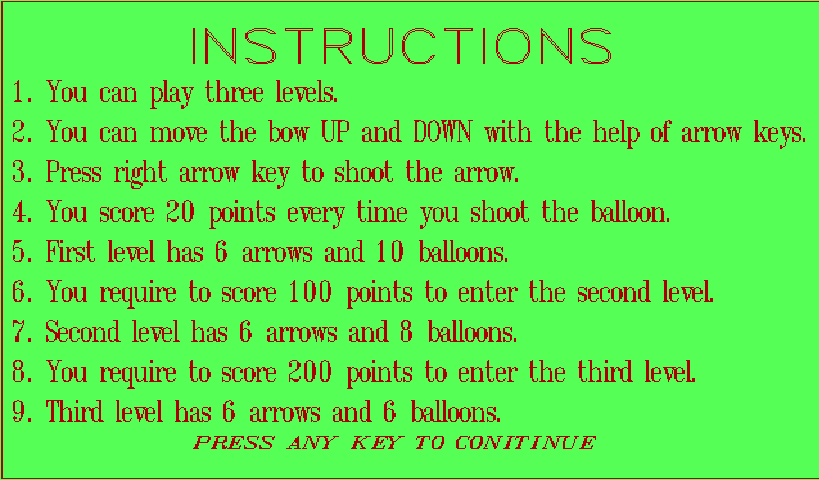 INSTRUCTIONS
1. You can play three levels.
2. You can move the bow UP and DOWN with the help of arrow keys.
3. Press right arrow key to shoot the arrow.
4. You score 20 points every time you shoot the balloon.
5. First level has 6 arrows and 10 balloons.
6. You require to score 100 points to enter the second level.
7. Second level has 6 arrows and 8 balloons.
8. You require to score 200 points to enter the third level.
9. Third level has 6 arrows and 6 balloons.
PRESS ANY KEY TO CONITINUE